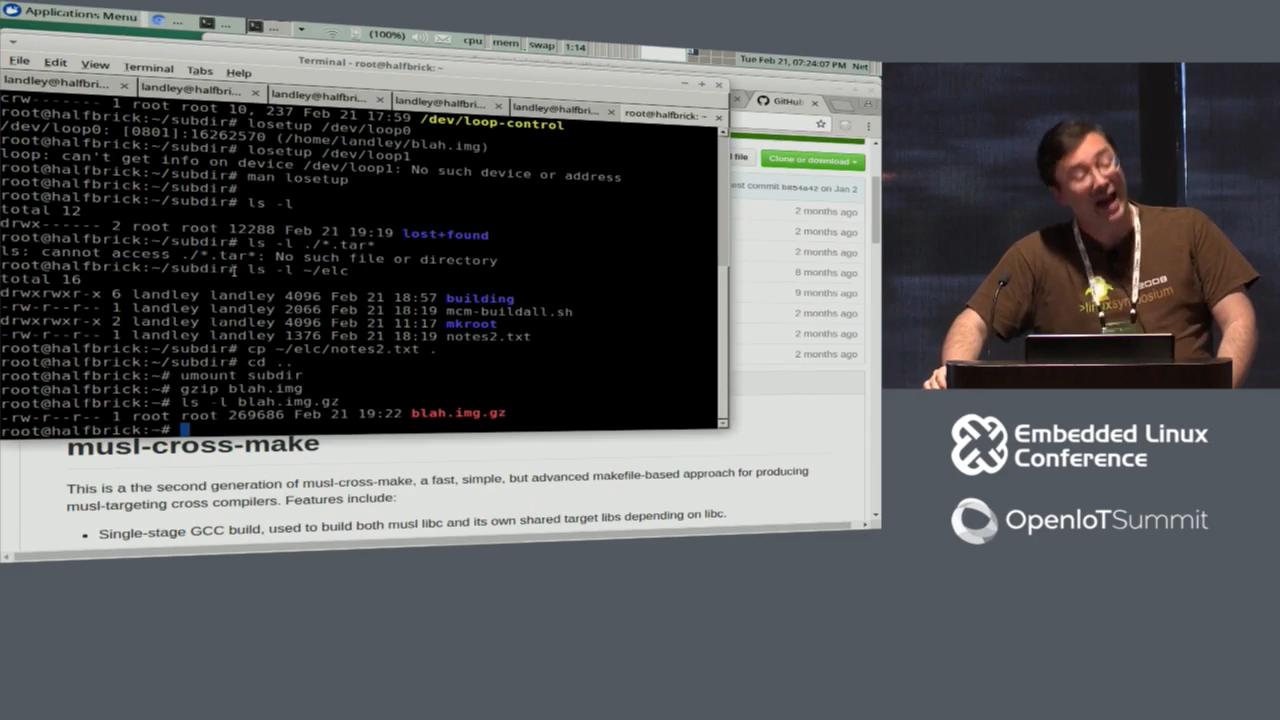 Applications Menu
(100%)
cpu mem swap 1:14
Tue Feb 21, 07:24:07 PM Net
Terminal - root@halfbrick: ~
File Edit View Terminal Tabs Help
landley@halfbri... landley@halfbri... landley@halfbri... landley@halfbri... landley@halfbri... root@halfbrick: ~
GitHub
crw------- 1 root root 10, 237 Feb 21 17:59 /dev/loop-control
root@halfbrick:~/subdir# losetup /dev/loop0
/dev/loop0: [0801]:16262570 (/home/landley/blah.img)
root@halfbrick:~/subdir# losetup /dev/loop1
loop: can't get info on device /dev/loop1: No such device or address
root@halfbrick:~/subdir# man losetup
root@halfbrick:~/subdir#
root@halfbrick:~/subdir# ls -l
total 12
drwx------ 2 root root 12288 Feb 21 19:19 lost+found
root@halfbrick:~/subdir# ls -l ./*.tar*
ls: cannot access ./*.tar*: No such file or directory
root@halfbrick:~/subdir# ls -l ~/elc
total 16
drwxrwxr-x 6 landley landley 4096 Feb 21 18:57 building
-rw-r--r-- 1 landley landley 2066 Feb 21 18:19 mcm-buildall.sh
drwxrwxr-x 2 landley landley 4096 Feb 21 11:17 mkroot
-rw-r--r-- 1 landley landley 1376 Feb 21 18:19 notes2.txt
root@halfbrick:~/subdir# cp ~/elc/notes2.txt .
root@halfbrick:~/subdir# cd ..
root@halfbrick:~# umount subdir
root@halfbrick:~# gzip blah.img
root@halfbrick:~# ls -l blah.img.gz
-rw-r--r-- 1 root root 269686 Feb 21 19:22 blah.img.gz
root@halfbrick:~#
file Clone or download
commit b854a42 on Jan 2
2 months ago
2 months ago
2 months ago
8 months ago
9 months ago
2 months ago
2 months ago
2 months ago
musl-cross-make
This is a the second generation of musl-cross-make, a fast, simple, but advanced makefile-based approach for producing
musl-targeting cross compilers. Features include:
• Single-stage GCC build, used to build both musl libc and its own shared target libs depending on libc.
2009
>linuxsymposium
Embedded Linux
Conference
OpenIoTSummit